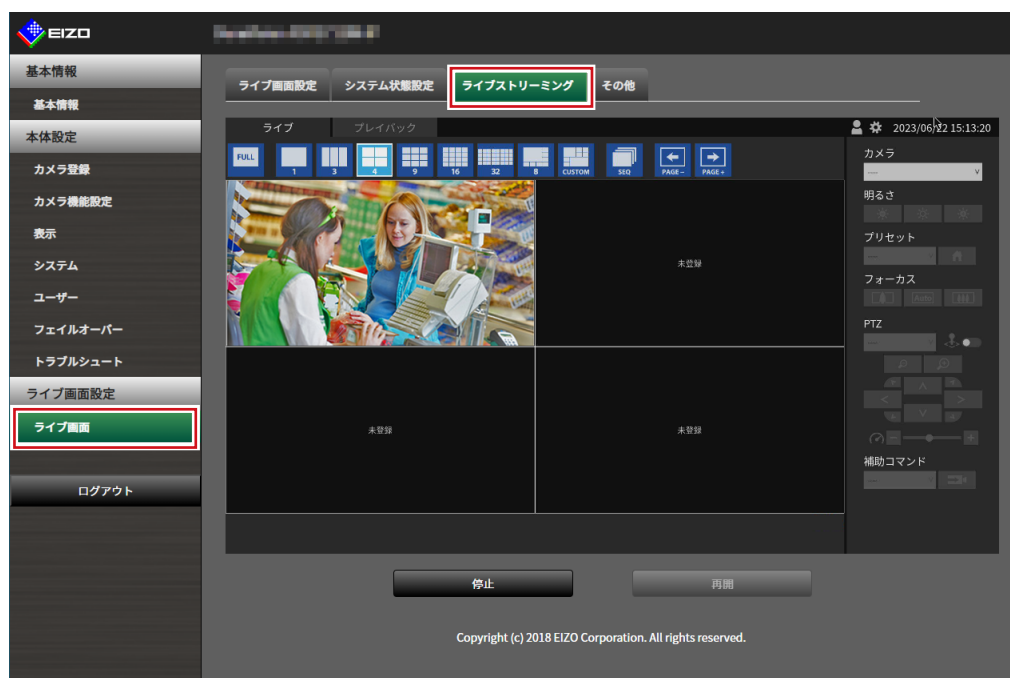 EIZO
基本情報
基本情報
本体設定
カメラ登録
カメラ機能設定
表示
システム
ユーザー
フェイルオーバー
トラブルシュート
ライブ画面設定
ライブ画面
ログアウト
ライブ画面設定 システム状態設定 ライブストリーミング その他
ライブ プレイバック 2023/06/22 15:13:20
FULL 1 3 4 9 16 32 8 CUSTOM SEQ PAGE− PAGE+
未登録
未登録
未登録
カメラ
明るさ
プリセット
フォーカス
Auto
PTZ
補助コマンド
停止 再開
Copyright (c) 2018 EIZO Corporation. All rights reserved.